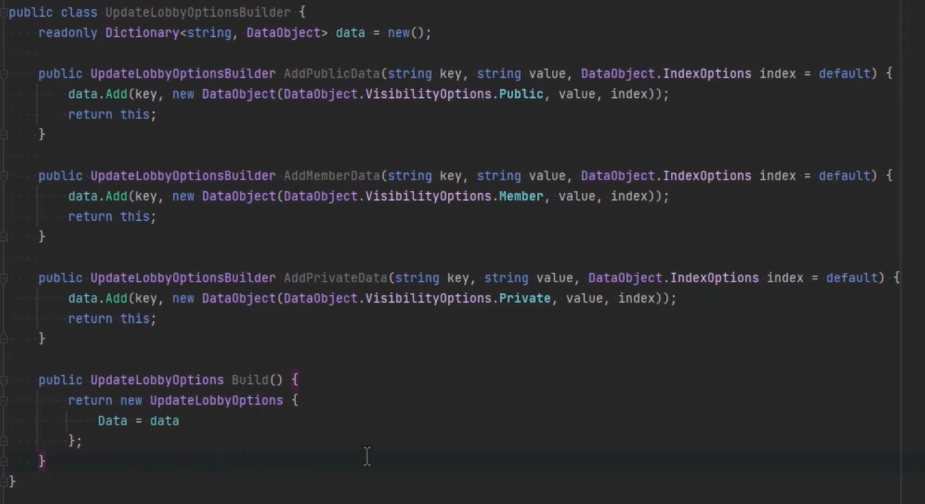 public class UpdateLobbyOptionsBuilder {
readonly Dictionary<string, DataObject> data = new();
public UpdateLobbyOptionsBuilder AddPublicData(string key, string value, DataObject.IndexOptions index = default) {
data.Add(key, new DataObject(DataObject.VisibilityOptions.Public, value, index));
return this;
}
public UpdateLobbyOptionsBuilder AddMemberData(string key, string value, DataObject.IndexOptions index = default) {
data.Add(key, new DataObject(DataObject.VisibilityOptions.Member, value, index));
return this;
}
public UpdateLobbyOptionsBuilder AddPrivateData(string key, string value, DataObject.IndexOptions index = default) {
data.Add(key, new DataObject(DataObject.VisibilityOptions.Private, value, index));
return this;
}
public UpdateLobbyOptions Build() {
return new UpdateLobbyOptions {
Data = data
};
}
}